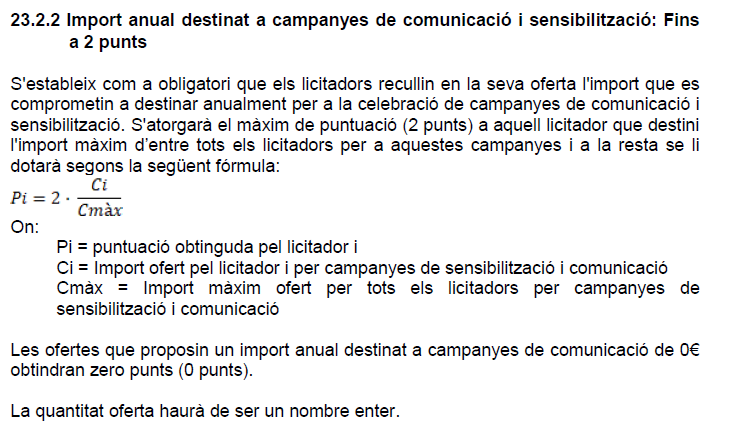 23.2.2 Import anual destinat a campanyes de comunicació i sensibilització: Fins
a 2 punts
S'estableix com a obligatori que els licitadors recullin en la seva oferta l'import que es
comprometin a destinar anualment per a la celebració de campanyes de comunicació i
sensibilització. S'atorgarà el màxim de puntuació (2 punts) a aquell licitador que destini
l'import màxim d'entre tots els licitadors per a aquestes campanyes i a la resta se li
dotarà segons la següent fórmula:
Pi = 2 · Ci / Cmàx
On:
Pi = puntuació obtinguda pel licitador i
Ci = Import ofert pel licitador i per campanyes de sensibilització i comunicació
Cmàx = Import màxim ofert per tots els licitadors per campanyes de
sensibilització i comunicació
Les ofertes que proposin un import anual destinat a campanyes de comunicació de 0€
obtindran zero punts (0 punts).
La quantitat oferta haurà de ser un nombre enter.